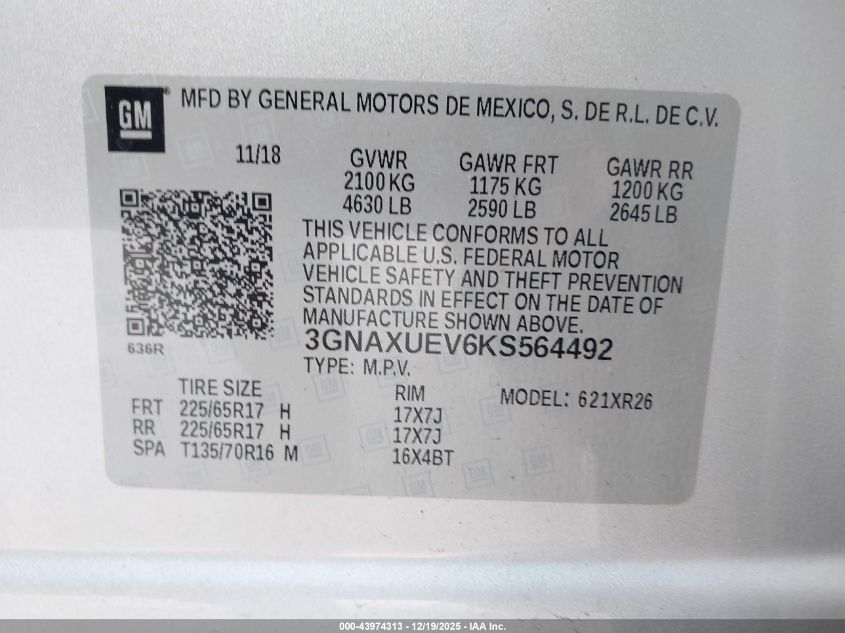 GM
MFD BY GENERAL MOTORS DE MEXICO, S. DE R.L. DE C.V.
11/18 GVWR GAWR FRT GAWR RR
2100 KG 1175 KG 1200 KG
4630 LB 2590 LB 2645 LB
THIS VEHICLE CONFORMS TO ALL
APPLICABLE U.S. FEDERAL MOTOR
VEHICLE SAFETY AND THEFT PREVENTION
STANDARDS IN EFFECT ON THE DATE OF
MANUFACTURE SHOWN ABOVE.
636R
3GNAXUEV6KS564492
TYPE: M.P.V.
TIRE SIZE RIM MODEL: 621XR26
FRT 225/65R17 H 17X7J
RR 225/65R17 H 17X7J
SPA T135/70R16 M 16X4BT
000-43974313 - 12/19/2025 - IAA Inc.